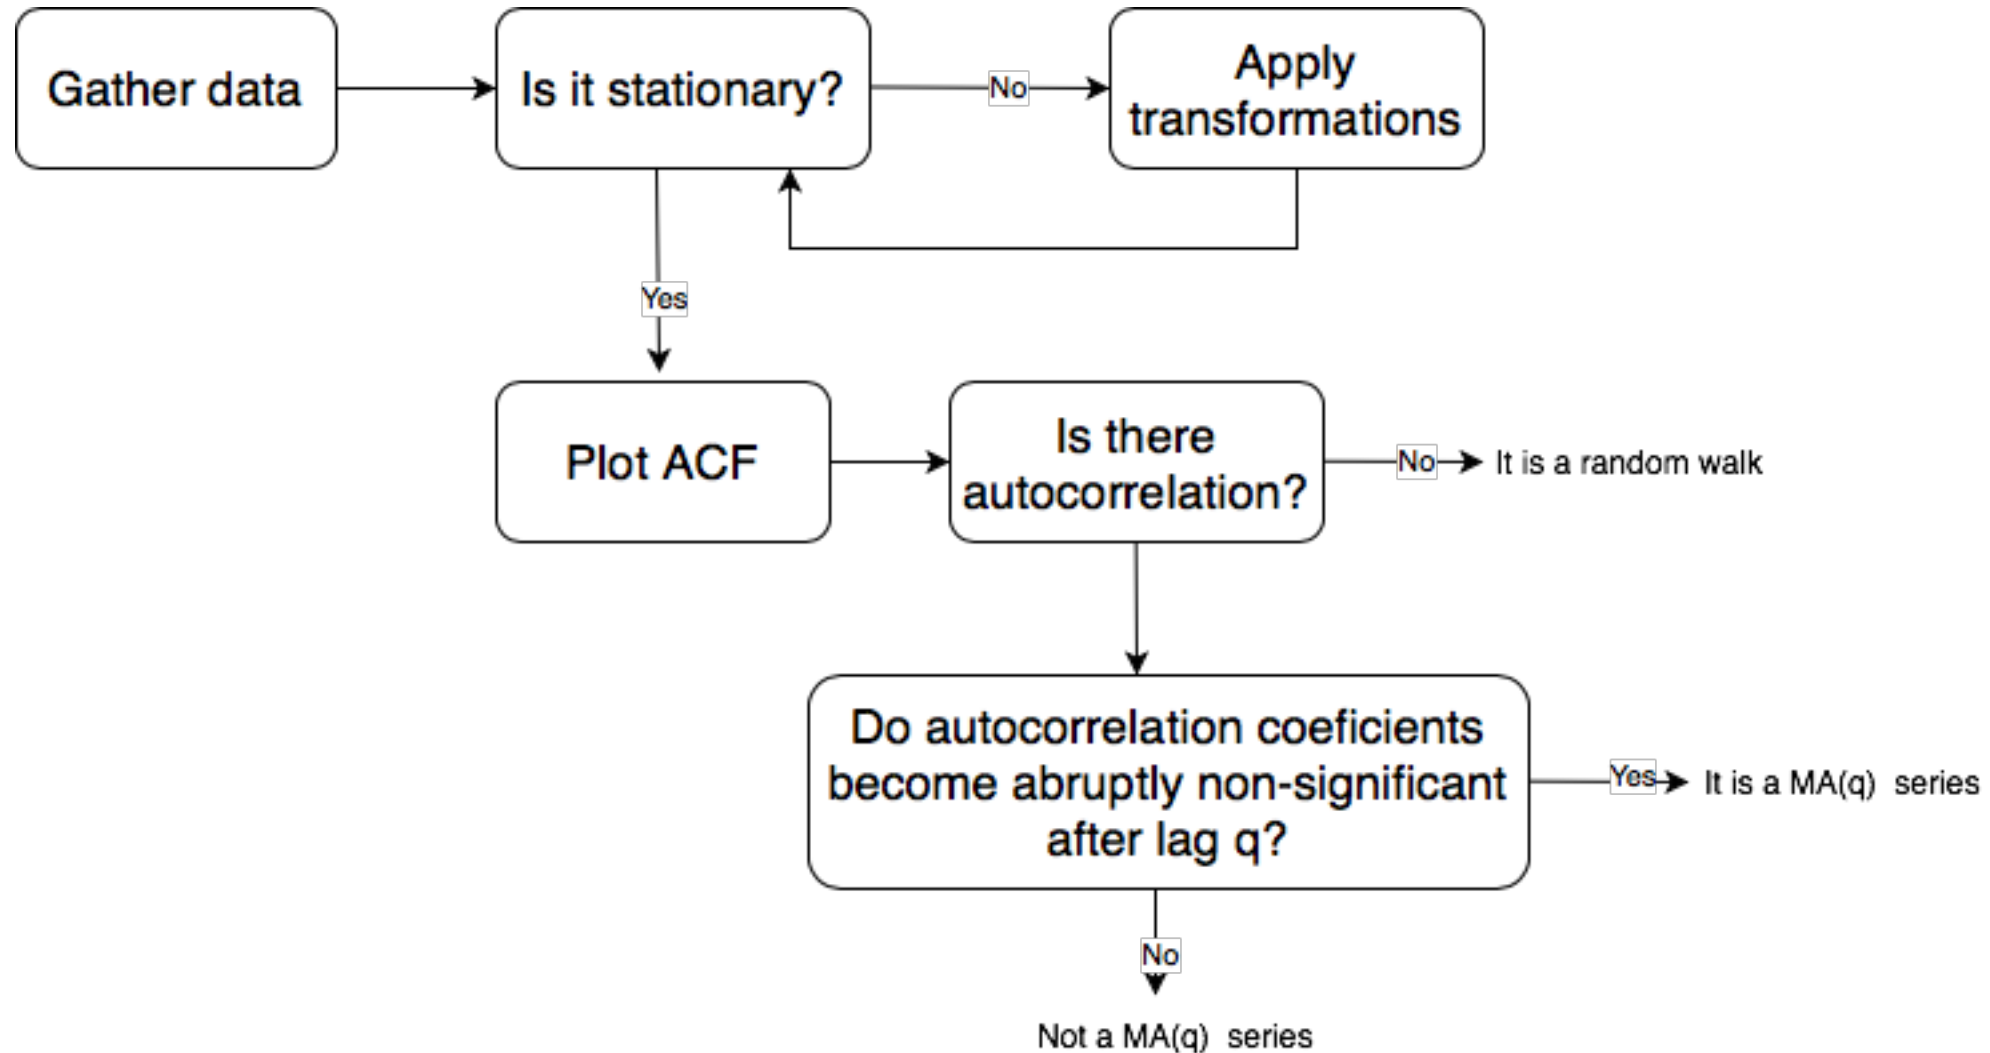 Gather data
Is it stationary?
No
Apply
transformations
Yes
Plot ACF
Is there
autocorrelation?
No
It is a random walk
Do autocorrelation coeficients
become abruptly non-significant
after lag q?
Yes
It is a MA(q) series
No
Not a MA(q) series